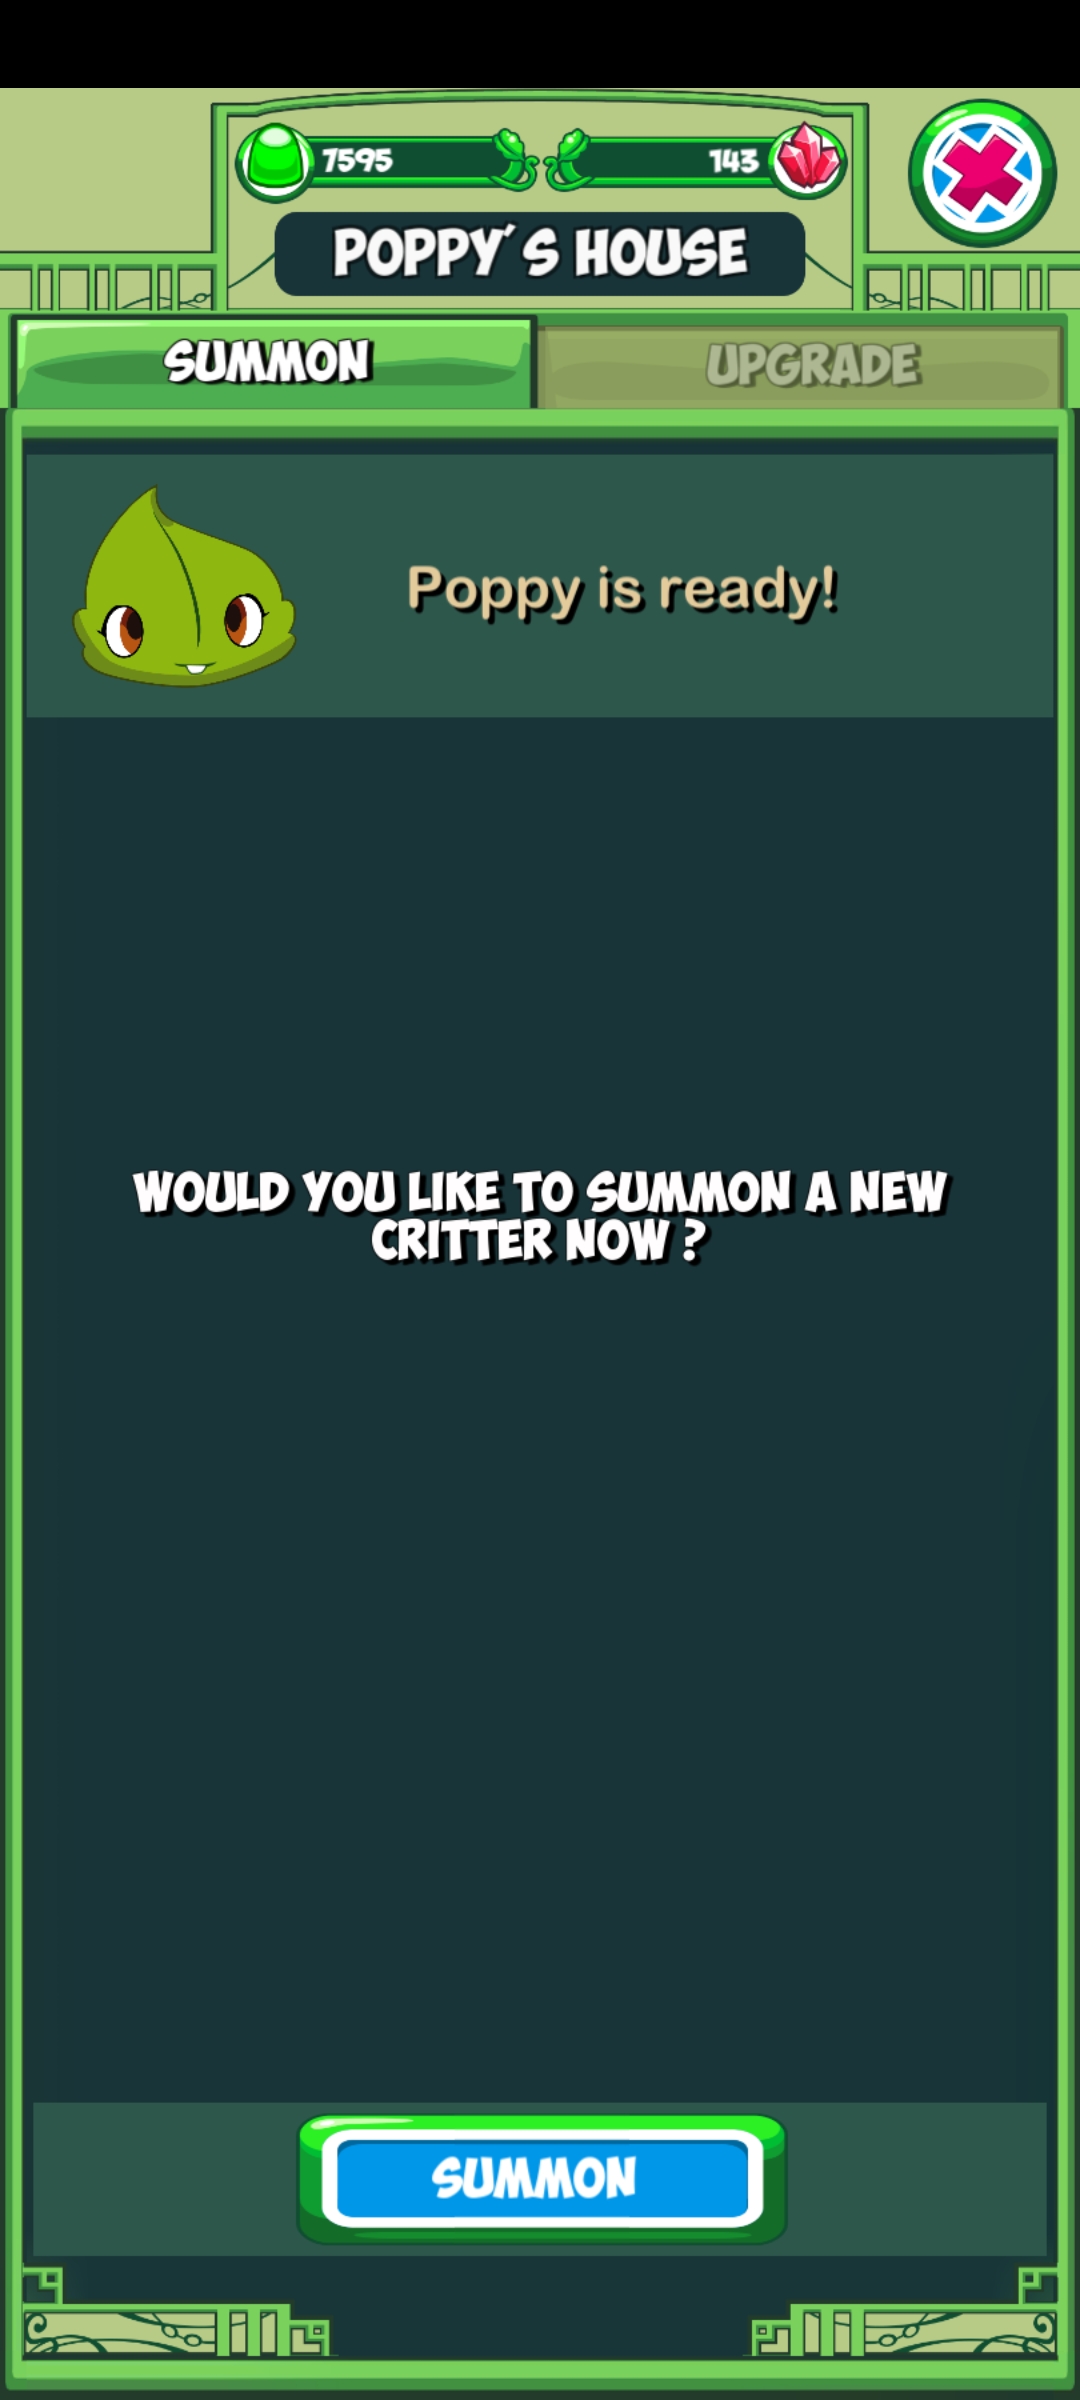 7595
143
POPPY'S HOUSE
SUMMON
UPGRADE
Poppy is ready!
WOULD YOU LIKE TO SUMMON A NEW
CRITTER NOW ?
SUMMON